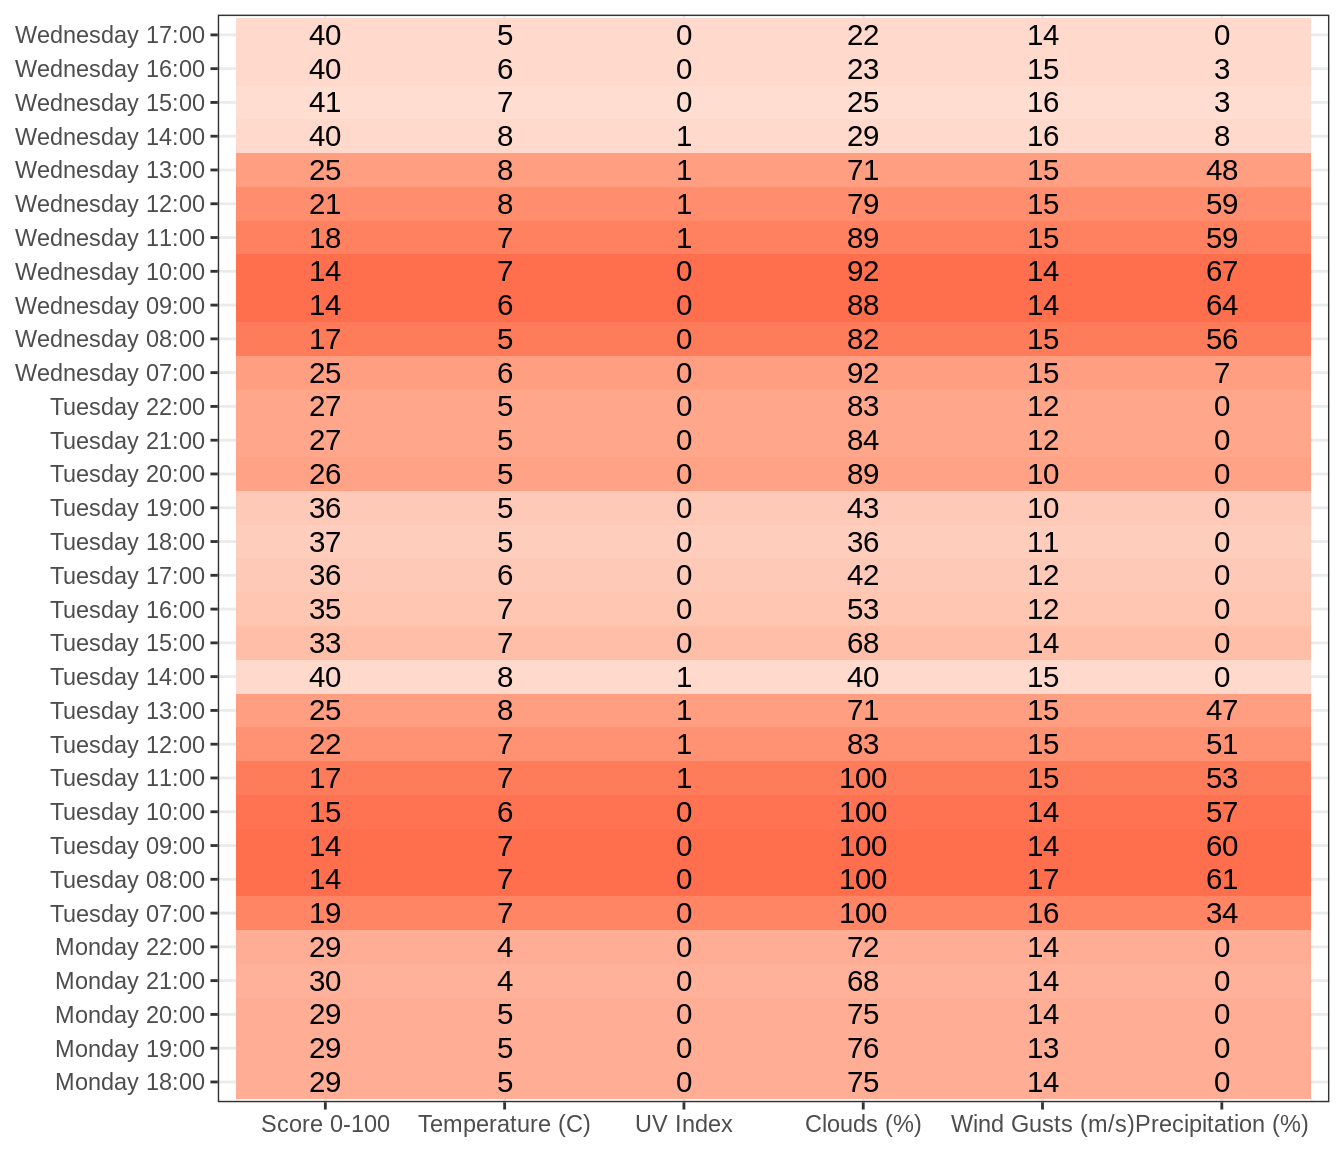 Wednesday 17:00 40 5 0 22 14 0
Wednesday 16:00 40 6 0 23 15 3
Wednesday 15:00 41 7 0 25 16 3
Wednesday 14:00 40 8 1 29 16 8
Wednesday 13:00 25 8 1 71 15 48
Wednesday 12:00 21 8 1 79 15 59
Wednesday 11:00 18 7 1 89 15 59
Wednesday 10:00 14 7 0 92 14 67
Wednesday 09:00 14 6 0 88 14 64
Wednesday 08:00 17 5 0 82 15 56
Wednesday 07:00 25 6 0 92 15 7
Tuesday 22:00 27 5 0 83 12 0
Tuesday 21:00 27 5 0 84 12 0
Tuesday 20:00 26 5 0 89 10 0
Tuesday 19:00 36 5 0 43 10 0
Tuesday 18:00 37 5 0 36 11 0
Tuesday 17:00 36 6 0 42 12 0
Tuesday 16:00 35 7 0 53 12 0
Tuesday 15:00 33 7 0 68 14 0
Tuesday 14:00 40 8 1 40 15 0
Tuesday 13:00 25 8 1 71 15 47
Tuesday 12:00 22 7 1 83 15 51
Tuesday 11:00 17 7 1 100 15 53
Tuesday 10:00 15 6 0 100 14 57
Tuesday 09:00 14 7 0 100 14 60
Tuesday 08:00 14 7 0 100 17 61
Tuesday 07:00 19 7 0 100 16 34
Monday 22:00 29 4 0 72 14 0
Monday 21:00 30 4 0 68 14 0
Monday 20:00 29 5 0 75 14 0
Monday 19:00 29 5 0 76 13 0
Monday 18:00 29 5 0 75 14 0
Score 0-100 Temperature (C) UV Index Clouds (%) Wind Gusts (m/s) Precipitation (%)